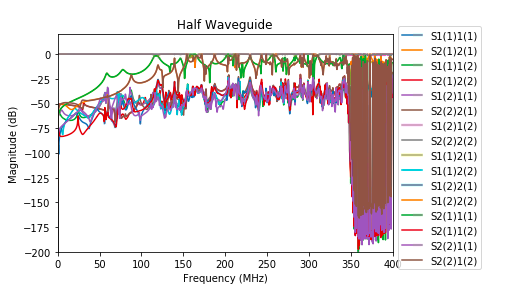 Half Waveguide
Magnitude (dB)
0
−25
−50
−75
−100
−125
−150
−175
−200
0
50
100
150
200
250
300
350
400
Frequency (MHz)
S1(1)1(1)
S1(1)2(1)
S1(1)1(2)
S1(1)2(2)
S2(1)1(1)
S2(2)2(1)
S2(1)1(2)
S2(2)2(2)
S1(1)2(1)
S1(1)2(2)
S1(2)2(1)
S1(2)2(2)
S2(1)1(1)
S2(1)1(2)
S2(2)1(1)
S2(2)1(2)